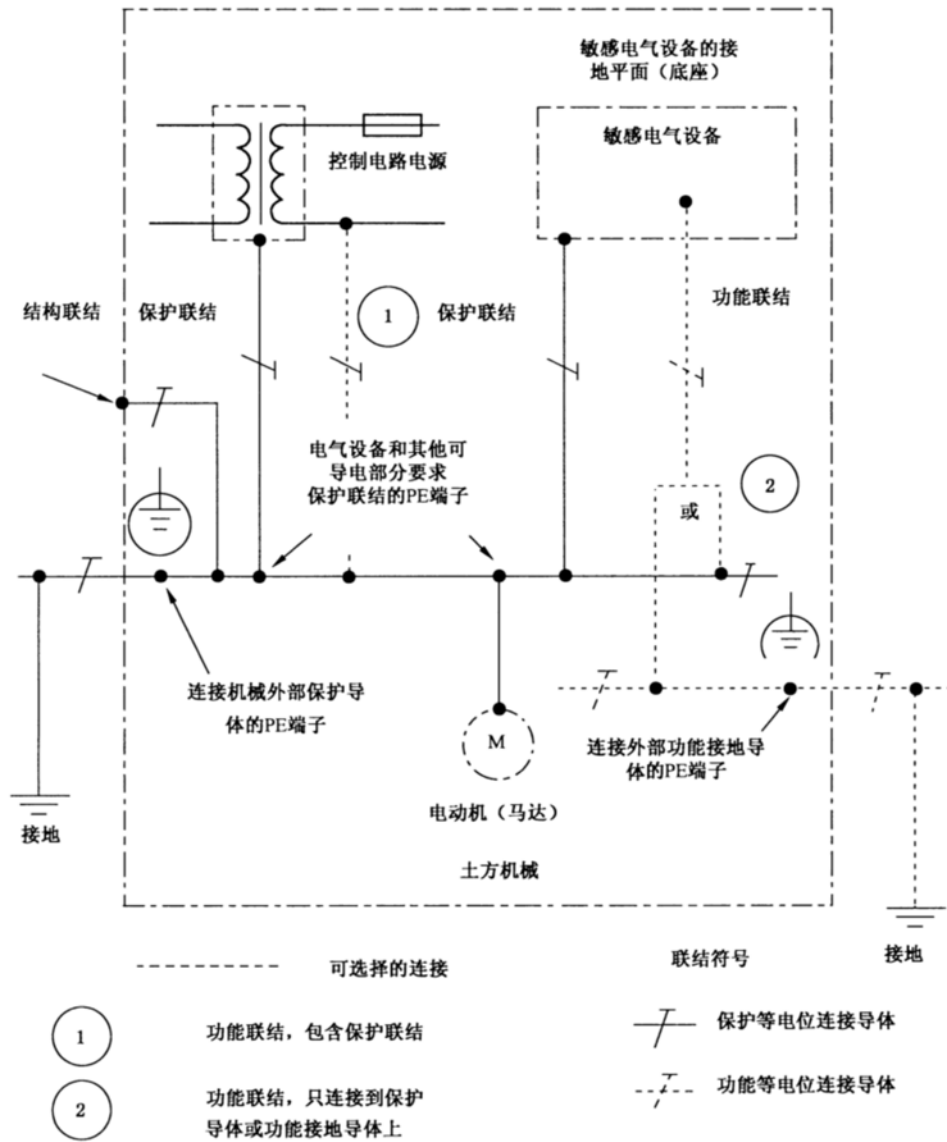 敏感电气设备的接
地平面（底座）
敏感电气设备
控制电路电源
结构联结
保护联结
1
保护联结
功能联结
电气设备和其他可
导电部分要求
保护联结的PE端子
或
2
连接机械外部保护导
体的PE端子
M
连接外部功能接地导
体的PE端子
接地
电动机（马达）
土方机械
接地
可选择的连接
联结符号
1
功能联结，包含保护联结
保护等电位连接导体
2
功能联结，只连接到保护
导体或功能接地导体上
功能等电位连接导体